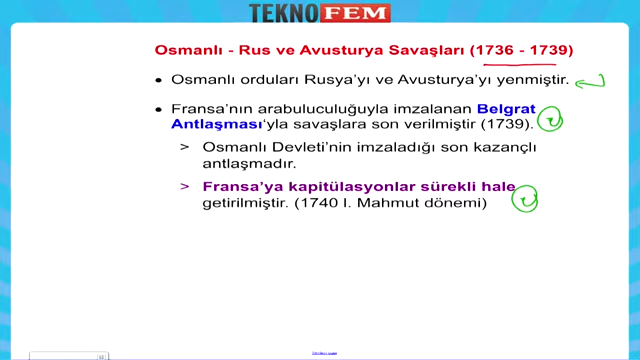 TEKNOFEM
Osmanlı - Rus ve Avusturya Savaşları (1736 - 1739)
• Osmanlı orduları Rusya'yı ve Avusturya'yı yenmiştir.
• Fransa'nın arabuluculuğuyla imzalanan Belgrat
Antlaşması'yla savaşlara son verilmiştir (1739).
> Osmanlı Devleti'nin imzaladığı son kazançlı
antlaşmadır.
> Fransa'ya kapitülasyonlar sürekli hale
getirilmiştir. (1740 I. Mahmut dönemi)